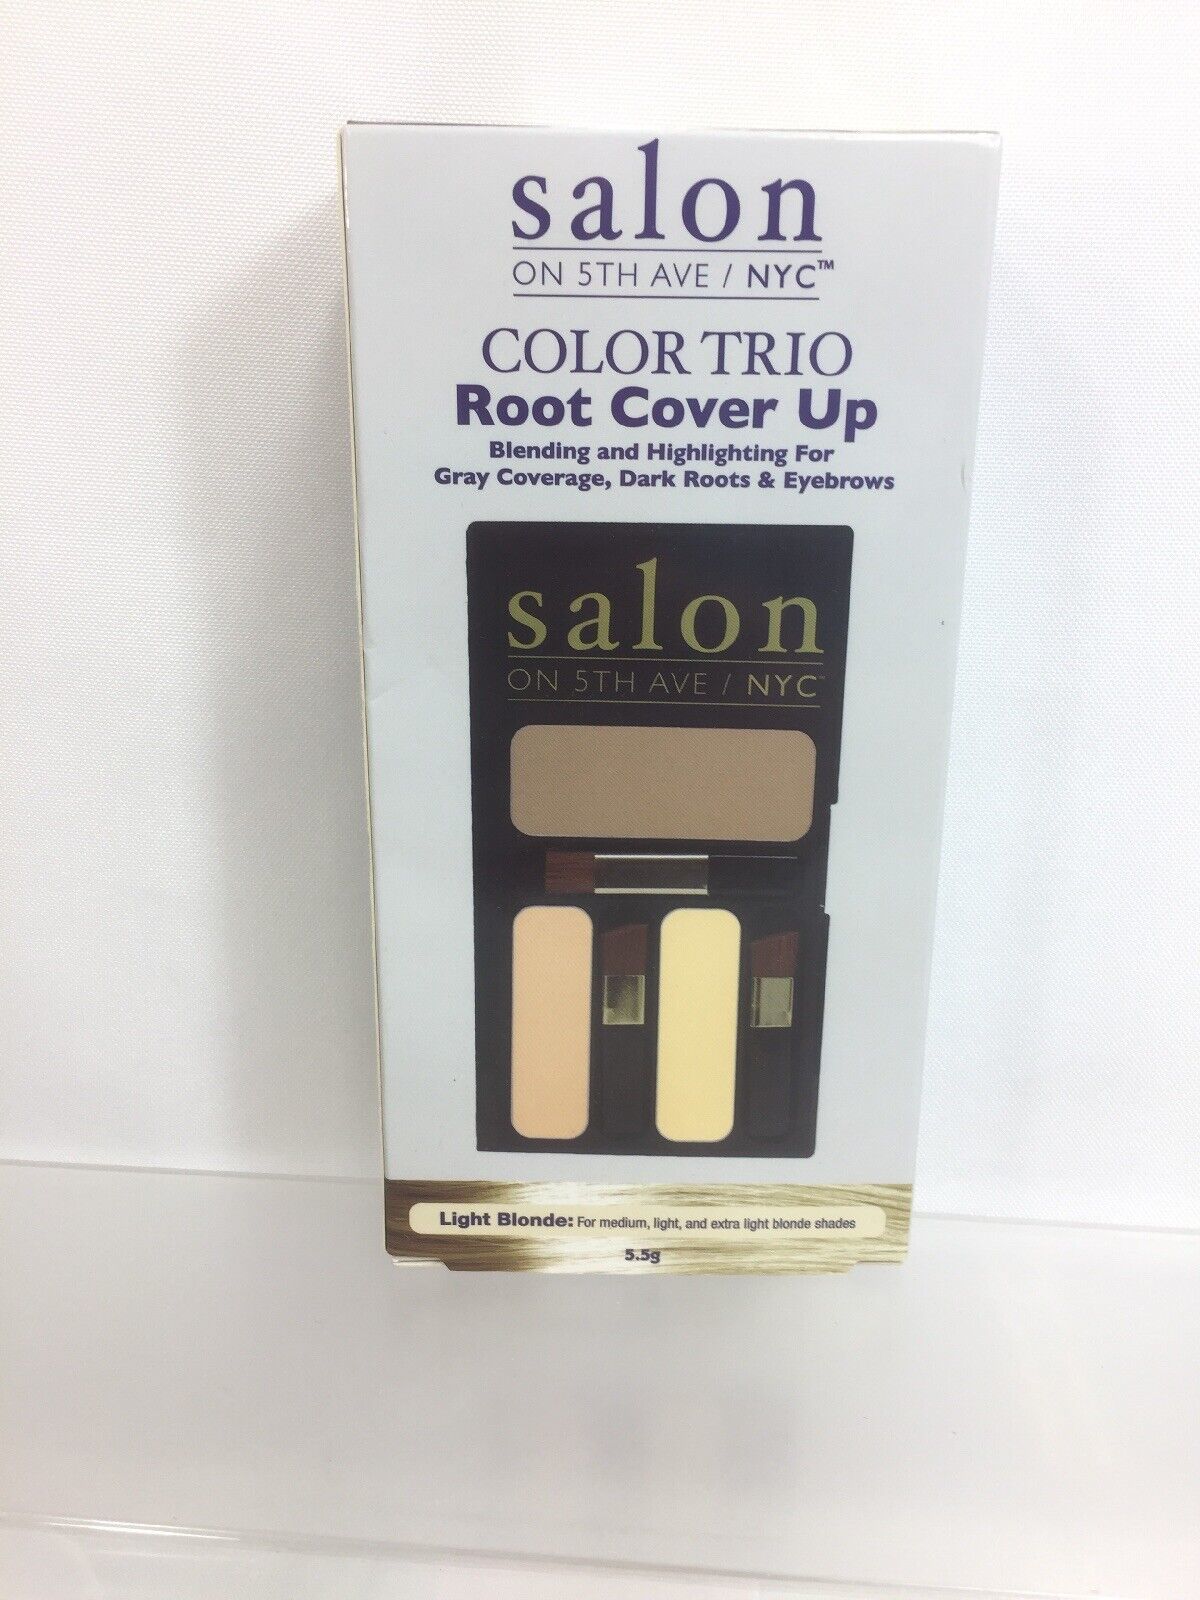 salon
ON 5TH AVE / NYC™
COLOR TRIO
Root Cover Up
Blending and Highlighting For
Gray Coverage, Dark Roots & Eyebrows
salon
ON 5TH AVE / NYC™
Light Blonde: For medium, light, and extra light blonde shades
5.5g